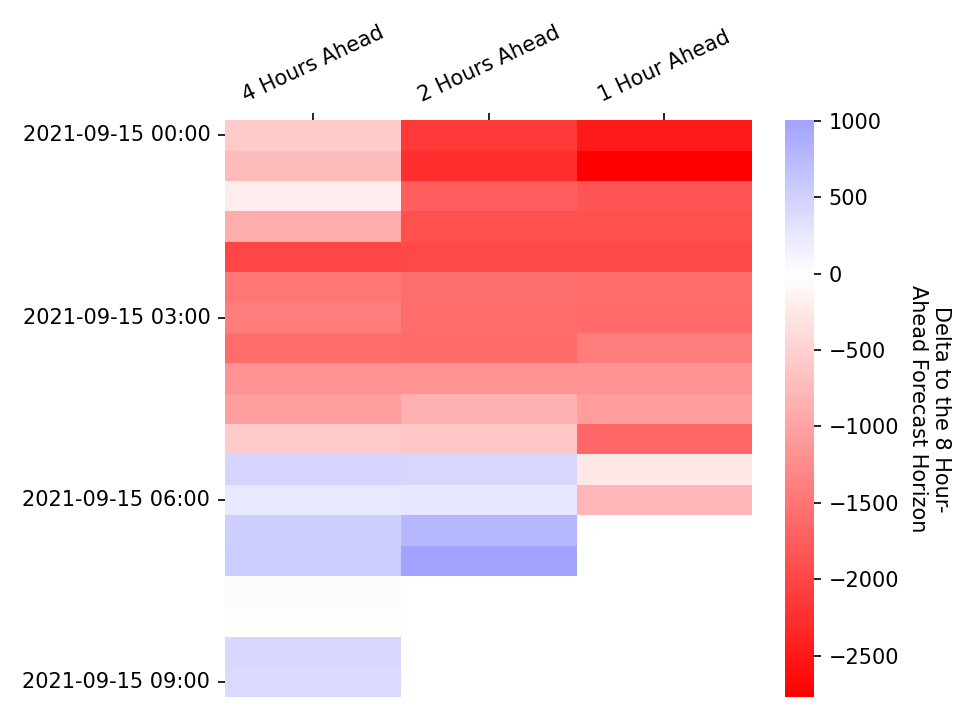 4 Hours Ahead
2 Hours Ahead
1 Hour Ahead
2021-09-15 00:00
2021-09-15 03:00
2021-09-15 06:00
2021-09-15 09:00
1000
500
0
−500
−1000
−1500
−2000
−2500
Delta to the 8 Hour-
Ahead Forecast Horizon